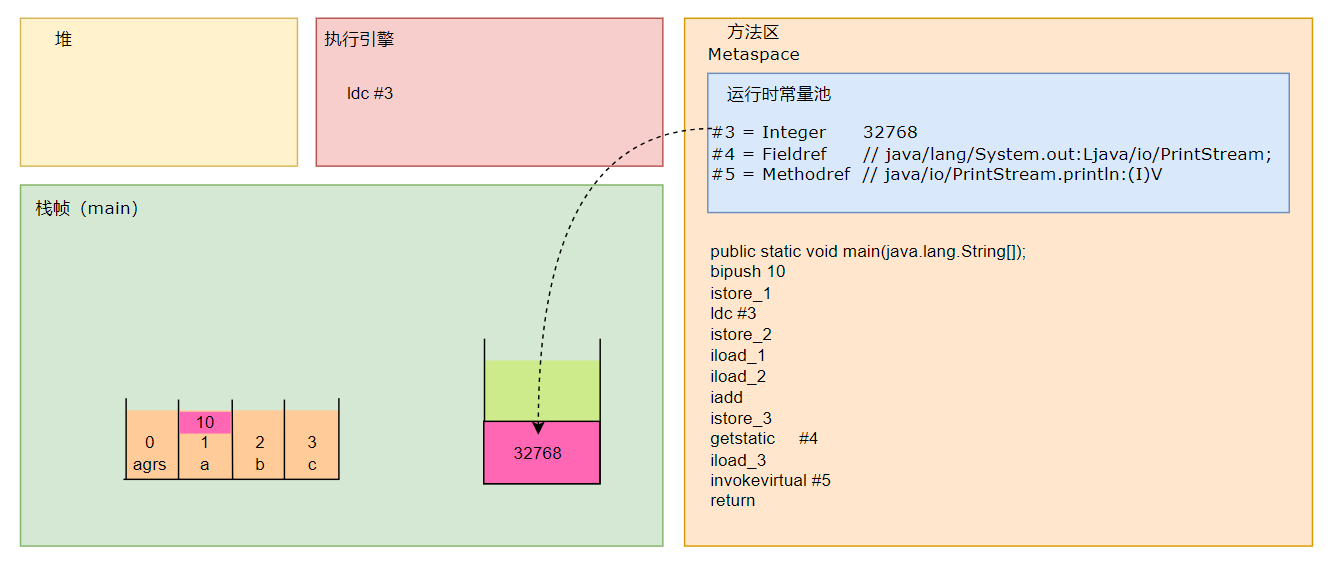 堆
执行引擎
ldc #3
方法区
Metaspace
运行时常量池
#3 = Integer 32768
#4 = Fieldref // java/lang/System.out:Ljava/io/PrintStream;
#5 = Methodref // java/io/PrintStream.println:(I)V
栈帧（main）
10
0 1 2 3
agrs a b c
32768
public static void main(java.lang.String[]);
bipush 10
istore_1
ldc #3
istore_2
iload_1
iload_2
iadd
istore_3
getstatic #4
iload_3
invokevirtual #5
return